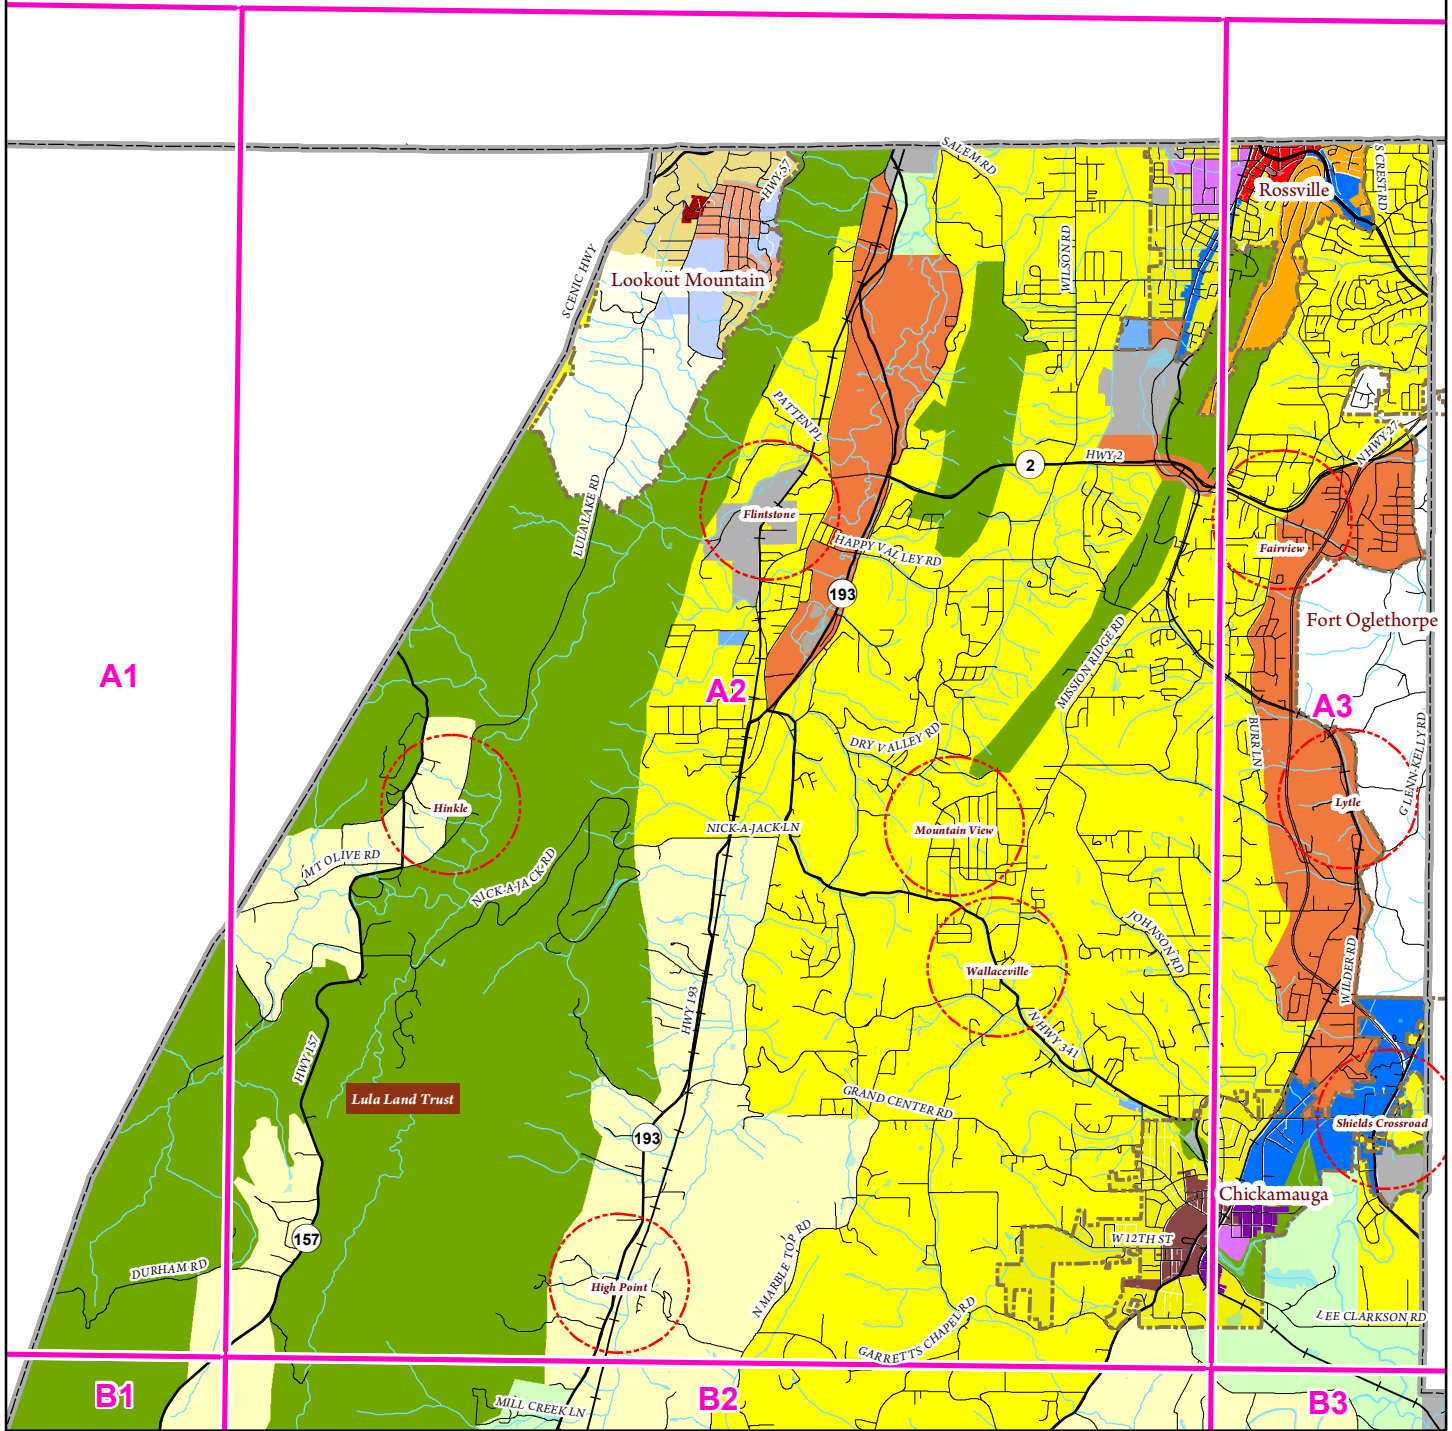 SALEM RD
S CREST RD
HWY 157
Rossville
WILSON RD
SCENIC HWY
Lookout Mountain
PATTEN PL
N HWY 27
HWY 2
2
LULA LAKE RD
Flintstone
HAPPY VALLEY RD
Fairview
193
Fort Oglethorpe
MISSION RIDGE RD
A1
A2
A3
BURR LN
DRY VALLEY RD
GLENN-KELLY RD
Hinkle
Lytle
NICK-A-JACK LN
Mountain View
MT OLIVE RD
NICK-A-JACK RD
JOHNSON RD
Wallaceville
WILDER RD
HWY 193
N HWY 341
HWY 157
Lula Land Trust
GRAND CENTER RD
Shields Crossroad
193
Chickamauga
157
W 12TH ST
DURHAM RD
N MARBLE TOP RD
High Point
LEE CLARKSON RD
GARRETTS CHAPEL RD
B1
B2
B3
MILL CREEK LN